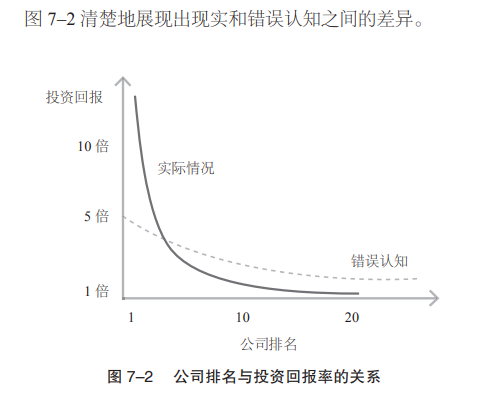 图 7–2 清楚地展现出现实和错误认知之间的差异。
投资回报
10 倍
实际情况
5 倍
错误认知
1 倍
1 10 20
公司排名
图 7–2 公司排名与投资回报率的关系